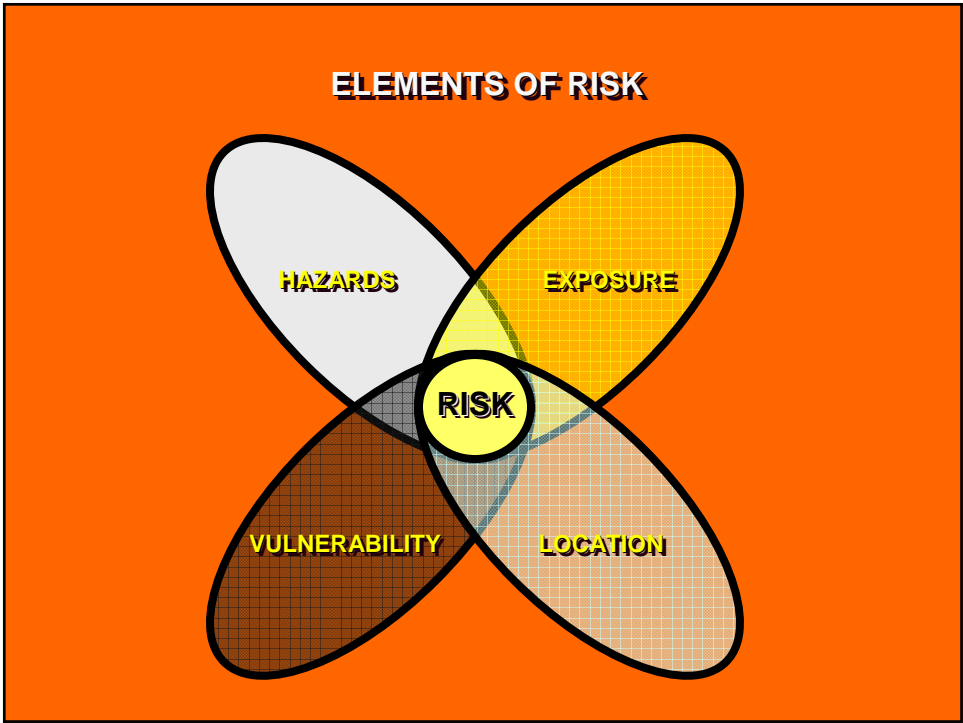 ELEMENTS OF RISK
HAZARDS
EXPOSURE
RISK
VULNERABILITY
LOCATION